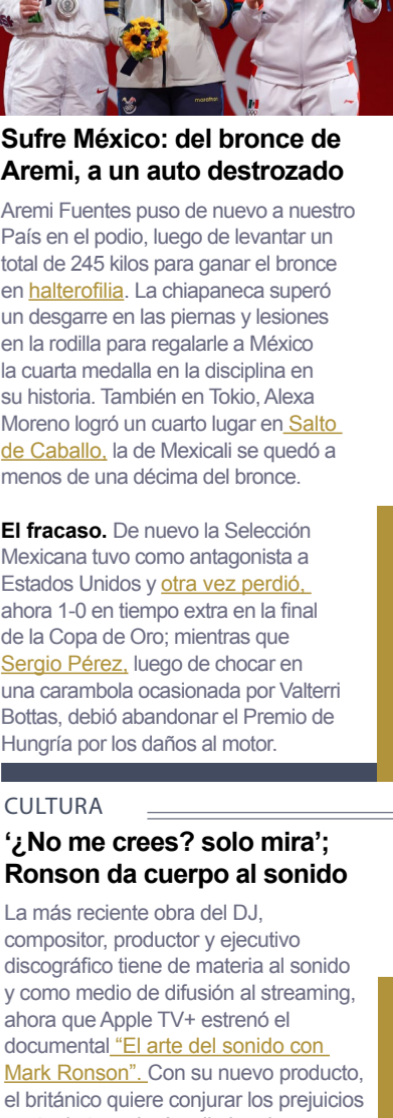 marathon
Sufre México: del bronce de
Aremi, a un auto destrozado
Aremi Fuentes puso de nuevo a nuestro
País en el podio, luego de levantar un
total de 245 kilos para ganar el bronce
en halterofilia. La chiapaneca superó
un desgarre en las piernas y lesiones
en la rodilla para regalarle a México
la cuarta medalla en la disciplina en
su historia. También en Tokio, Alexa
Moreno logró un cuarto lugar en Salto
de Caballo, la de Mexicali se quedó a
menos de una décima del bronce.
El fracaso. De nuevo la Selección
Mexicana tuvo como antagonista a
Estados Unidos y otra vez perdió,
ahora 1-0 en tiempo extra en la final
de la Copa de Oro; mientras que
Sergio Pérez, luego de chocar en
una carambola ocasionada por Valterri
Bottas, debió abandonar el Premio de
Hungría por los daños al motor.
CULTURA
‘¿No me crees? solo mira’;
Ronson da cuerpo al sonido
La más reciente obra del DJ,
compositor, productor y ejecutivo
discográfico tiene de materia al sonido
y como medio de difusión al streaming,
ahora que Apple TV+ estrenó el
documental “El arte del sonido con
Mark Ronson”. Con su nuevo producto,
el británico quiere conjurar los prejuicios